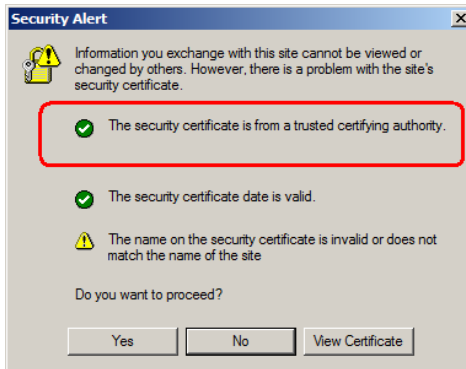 Security Alert
Information you exchange with this site cannot be viewed or
changed by others. However, there is a problem with the site's
security certificate.
The security certificate is from a trusted certifying authority.
The security certificate date is valid.
The name on the security certificate is invalid or does not
match the name of the site
Do you want to proceed?
Yes
No
View Certificate